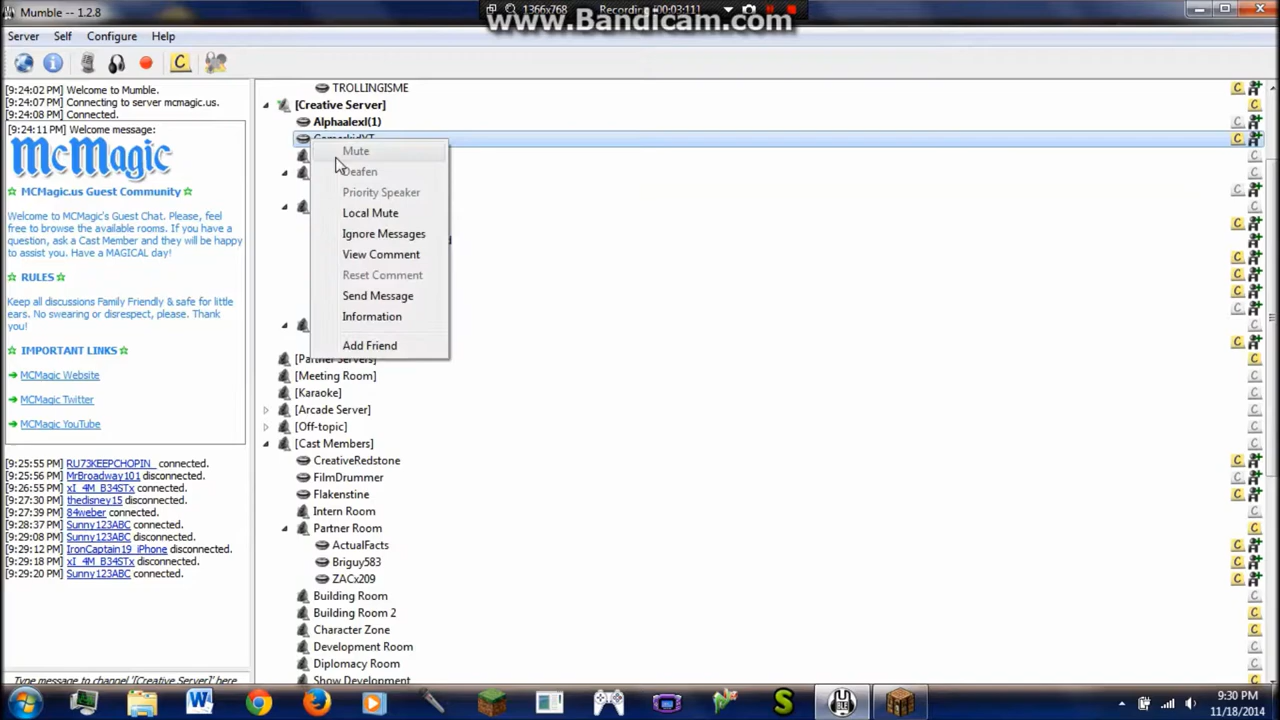 Mumble -- 1.2.8
1366x768
Recording [00:03:11]
www.Bandicam.com
Server
Self
Configure
Help
[9:24:02 PM] Welcome to Mumble.
[9:24:07 PM] Connecting to server mcmagic.us.
[9:24:08 PM] Connected.
[9:24:11 PM] Welcome message:
McMagic
MCMagic.us Guest Community
Welcome to MCMagic's Guest Chat. Please, feel
free to browse the available rooms. If you have a
question, ask a Cast Member and they will be happy
to assist you. Have a MAGICAL day!
RULES
Keep all discussions Family Friendly & safe for little
ears. No swearing or disrespect, please. Thank
you!
IMPORTANT LINKS
MCMagic Website
MCMagic Twitter
MCMagic YouTube
[9:25:55 PM] RU73KEEPCHOPIN_ connected.
[9:25:56 PM] MrBroadway101 disconnected.
[9:26:55 PM] xI_4M_B34STx connected.
[9:27:30 PM] thedisney15 disconnected.
[9:27:39 PM] 84weber connected.
[9:28:37 PM] Sunny123ABC connected.
[9:29:08 PM] Sunny123ABC disconnected.
[9:29:12 PM] IronCaptain19_iPhone disconnected.
[9:29:18 PM] xI_4M_B34STx disconnected.
[9:29:20 PM] Sunny123ABC connected.
Type message to channel '[Creative Server]' here
TROLLINGISME
[Creative Server]
Alphaalexl(1)
Mute
Deafen
Priority Speaker
Local Mute
Ignore Messages
View Comment
Reset Comment
Send Message
Information
Add Friend
[Partner Servers]
[Meeting Room]
[Karaoke]
[Arcade Server]
[Off-topic]
[Cast Members]
CreativeRedstone
FilmDrummer
Flakenstine
Intern Room
Partner Room
ActualFacts
Briguy583
ZACx209
Building Room
Building Room 2
Character Zone
Development Room
Diplomacy Room
Show Development
9:30 PM
11/18/2014